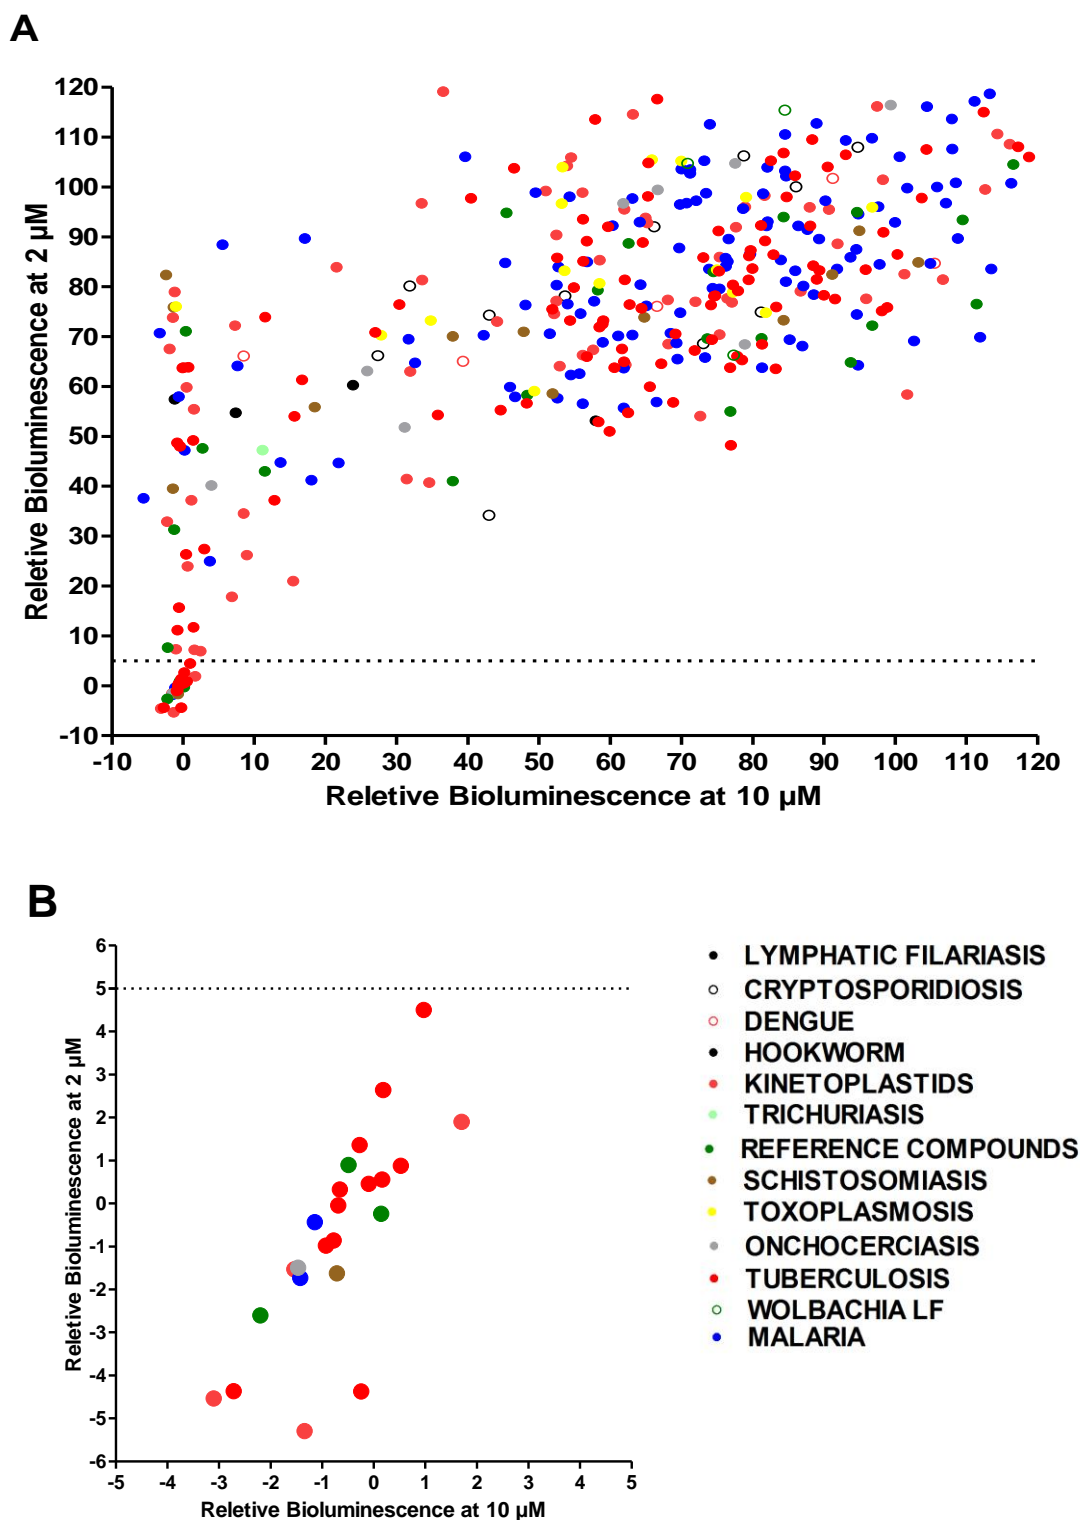 A
Reletive Bioluminescence at 2 µM
120
110
100
90
80
70
60
50
40
30
20
10
0
-10
-10 0 10 20 30 40 50 60 70 80 90 100 110 120
Reletive Bioluminescence at 10 µM
B
Reletive Bioluminescence at 2 µM
6
5
4
3
2
1
0
-1
-2
-3
-4
-5
-6
-5 -4 -3 -2 -1 0 1 2 3 4 5
Reletive Bioluminescence at 10 µM
LYMPHATIC FILARIASIS
CRYPTOSPORIDIOSIS
DENGUE
HOOKWORM
KINETOPLASTIDS
TRICHURIASIS
REFERENCE COMPOUNDS
SCHISTOSOMIASIS
TOXOPLASMOSIS
ONCHOCERCIASIS
TUBERCULOSIS
WOLBACHIA LF
MALARIA